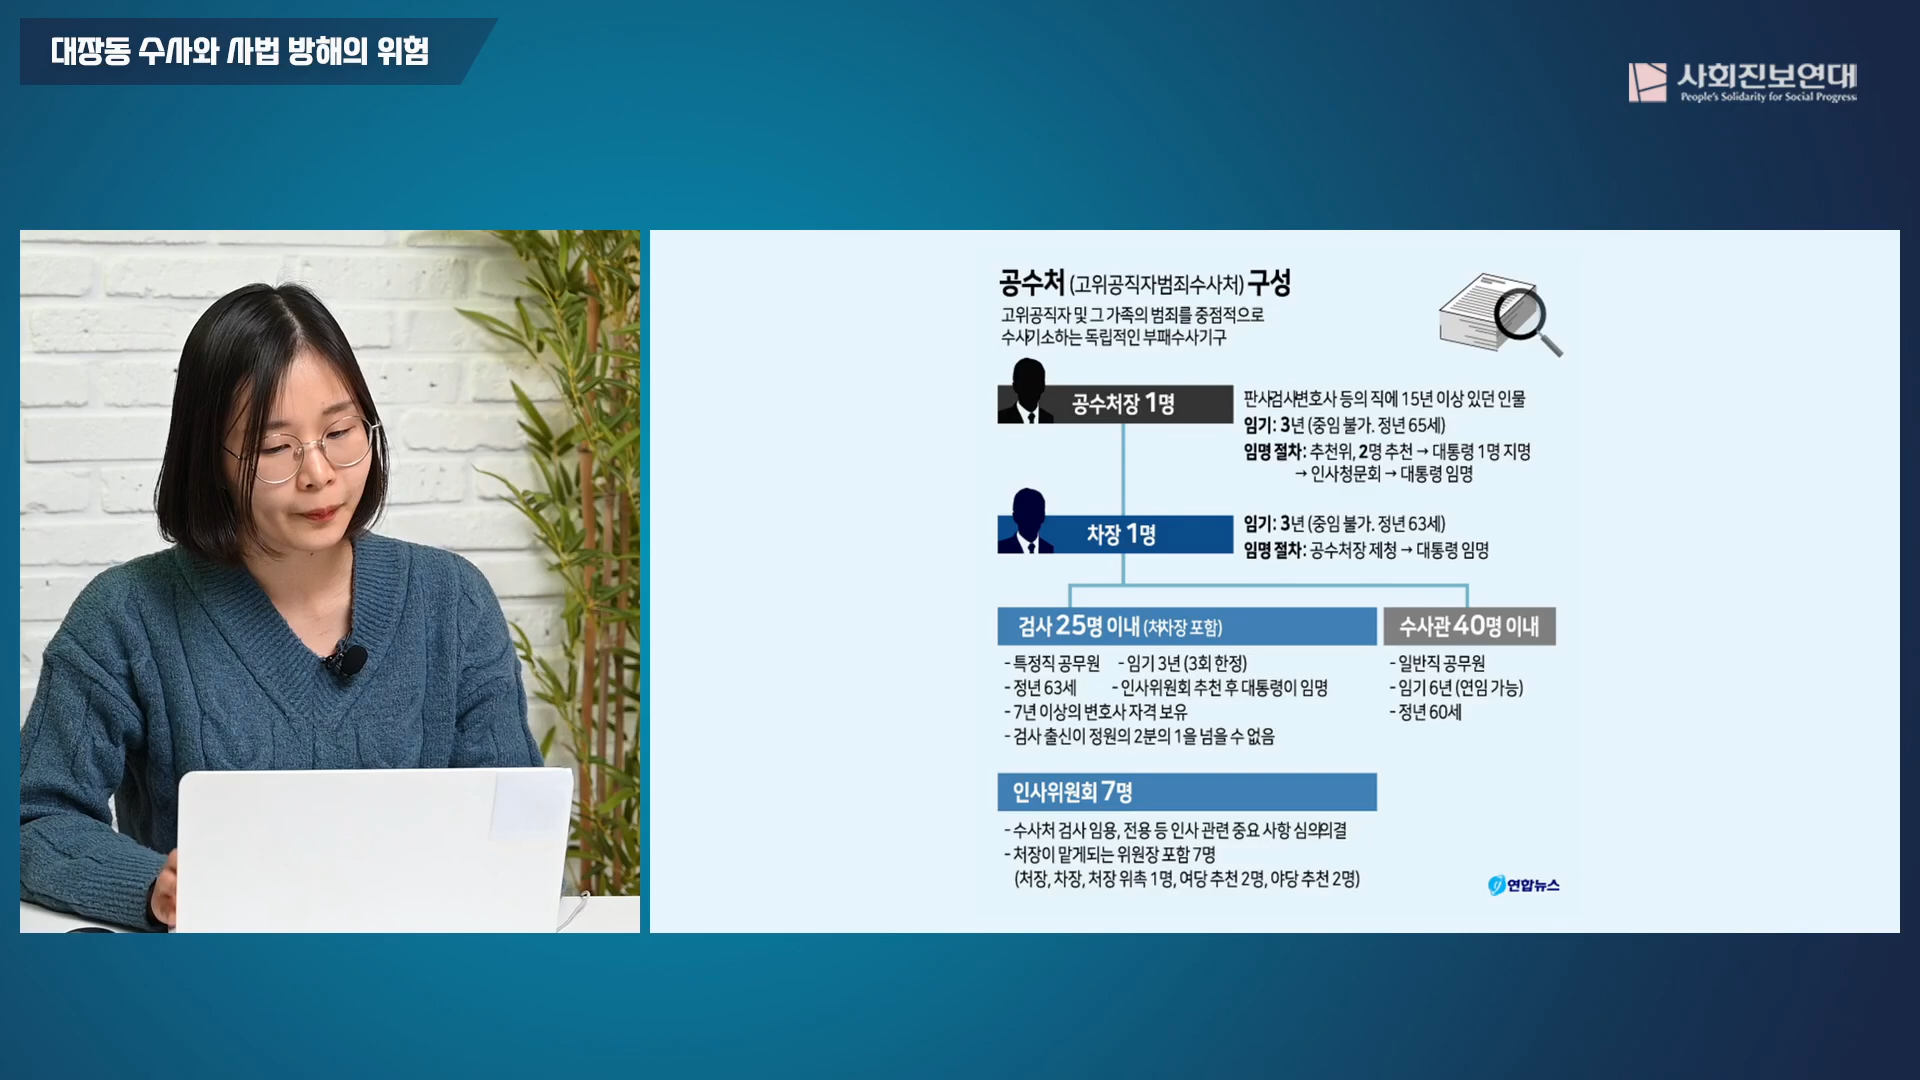 대장동 수사와 사법 방해의 위험
사회진보연대
People's Solidarity for Social Progress
공수처 (고위공직자범죄수사처) 구성
고위공직자 및 그 가족의 범죄를 중점적으로
수사기소하는 독립적인 부패수사기구
공수처장 1명
판사검사변호사 등의 직에 15년 이상 있던 인물
임기: 3년 (중임 불가. 정년 65세)
임명 절차: 추천위, 2명 추천 → 대통령 1명 지명
→ 인사청문회 → 대통령 임명
차장 1명
임기: 3년 (중임 불가. 정년 63세)
임명 절차: 공수처장 제청 → 대통령 임명
검사 25명 이내 (처차장 포함)
- 특정직 공무원 - 임기 3년 (3회 한정)
- 정년 63세 - 인사위원회 추천 후 대통령이 임명
- 7년 이상의 변호사 자격 보유
- 검사 출신이 정원의 2분의 1을 넘을 수 없음
수사관 40명 이내
- 일반직 공무원
- 임기 6년 (연임 가능)
- 정년 60세
인사위원회 7명
- 수사처 검사 임용, 전용 등 인사 관련 중요 사항 심의의결
- 처장이 맡게되는 위원장 포함 7명
(처장, 차장, 처장 위촉 1명, 여당 추천 2명, 야당 추천 2명)
연합뉴스